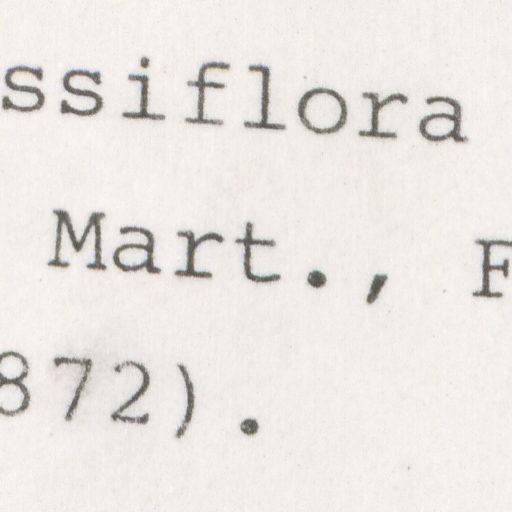 ssiflora
Mart., F
872).